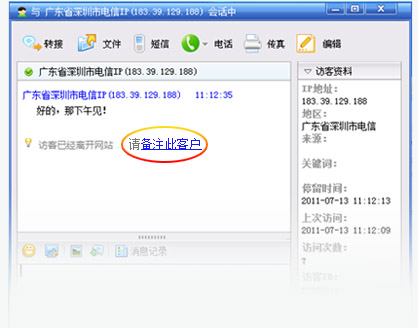 与 广东省深圳市电信IP(183.39.129.188) 会话中
转接 文件 短信 电话 传真 编辑
广东省深圳市电信IP(183.39.129.188)
广东省深圳市电信IP(183.39.129.188) 11:12:35
好的，那下午见!
访客已经离开网站 请备注此客户
消息记录
访客资料
IP地址:
183.39.129.188
地区:
广东省深圳市电信
来源:
关键词:
停留时间:
2011-07-13 11:12:13
上次访问:
2011-07-13 11:12:09
访问次数:
?
访客ID: